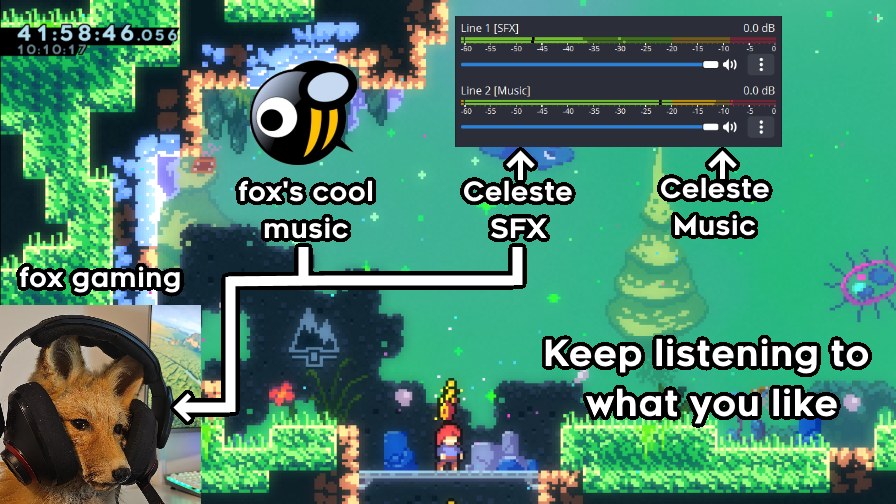 41:58:46.056
10:10:17
Line 1 [SFX] 0.0 dB
-60 -55 -50 -45 -40 -35 -30 -25 -20 -15 -10 -5 0
Line 2 [Music] 0.0 dB
-60 -55 -50 -45 -40 -35 -30 -25 -20 -15 -10 -5 0
fox's cool
music
Celeste
SFX
Celeste
Music
fox gaming
Keep listening to
what you like